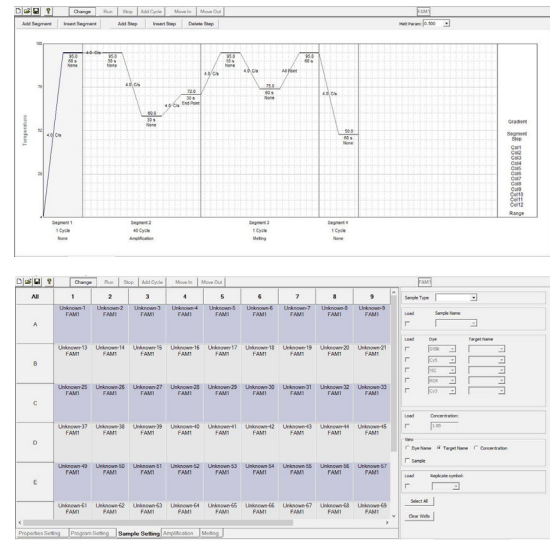 Change Run Stop Add Cycle Move In Move Out FAM1
Add Segment Insert Segment Add Step Insert Step Delete Step Melt Param: 0.500
100
95.0 95.0 95.0 95.0
60 s 30 s 15 s 60 s
None None None
4.0 C/s
4.0 C/s 4.0 C/s All Point 4.0 C/s
72.0 75.0
30 s 60 s
End Point None
4.0 C/s
60.0
30 s
None
50.0
60 s
None
4.0 C/s
Temperature
Gradient
Segment
Step
Col1
Col2
Col3
Col4
Col5
Col6
Col7
Col8
Col9
Col10
Col11
Col12
Range
Segment 1 Segment 2 Segment 3 Segment 4
1 Cycle 40 Cycle 1 Cycle 1 Cycle
None Amplification Melting None
Change Run Stop Add Cycle Move In Move Out FAM1
All 1 2 3 4 5 6 7 8 9
A
Unknown-1 Unknown-2 Unknown-3 Unknown-4 Unknown-5 Unknown-6 Unknown-7 Unknown-8 Unknown-9
FAM1 FAM1 FAM1 FAM1 FAM1 FAM1 FAM1 FAM1 FAM1
B
Unknown-13 Unknown-14 Unknown-15 Unknown-16 Unknown-17 Unknown-18 Unknown-19 Unknown-20 Unknown-21
FAM1 FAM1 FAM1 FAM1 FAM1 FAM1 FAM1 FAM1 FAM1
C
Unknown-25 Unknown-26 Unknown-27 Unknown-28 Unknown-29 Unknown-30 Unknown-31 Unknown-32 Unknown-33
FAM1 FAM1 FAM1 FAM1 FAM1 FAM1 FAM1 FAM1 FAM1
D
Unknown-37 Unknown-38 Unknown-39 Unknown-40 Unknown-41 Unknown-42 Unknown-43 Unknown-44 Unknown-45
FAM1 FAM1 FAM1 FAM1 FAM1 FAM1 FAM1 FAM1 FAM1
E
Unknown-49 Unknown-50 Unknown-51 Unknown-52 Unknown-53 Unknown-54 Unknown-55 Unknown-56 Unknown-57
FAM1 FAM1 FAM1 FAM1 FAM1 FAM1 FAM1 FAM1 FAM1
Unknown-61 Unknown-62 Unknown-63 Unknown-64 Unknown-65 Unknown-66 Unknown-67 Unknown-68 Unknown-69
FAM1 FAM1 FAM1 FAM1 FAM1 FAM1 FAM1 FAM1 FAM1
Properties Setting Program Setting Sample Setting Amplification Melting
Sample Type
Load Sample Name
Load Dye Target Name
Cy5
ROX
Load Concentration:
1.00
View
Dye Name Target Name Concentration
Sample
Load Replicate symbol:
Select All
Clear Wells